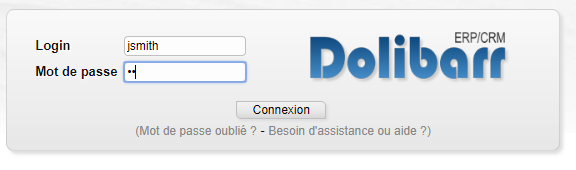 Login jsmith
ERP/CRM
Dolibarr
Mot de passe ••
Connexion
(Mot de passe oublié ? - Besoin d'assistance ou aide ?)